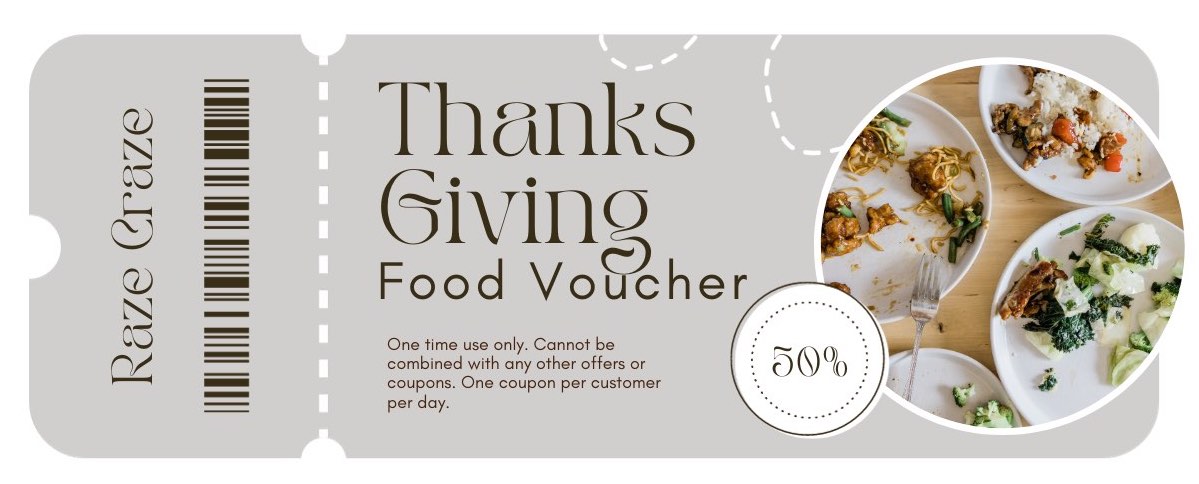 Raze Craze
Thanks
Giving
Food Voucher
One time use only. Cannot be
combined with any other offers or
coupons. One coupon per customer
per day.
50%